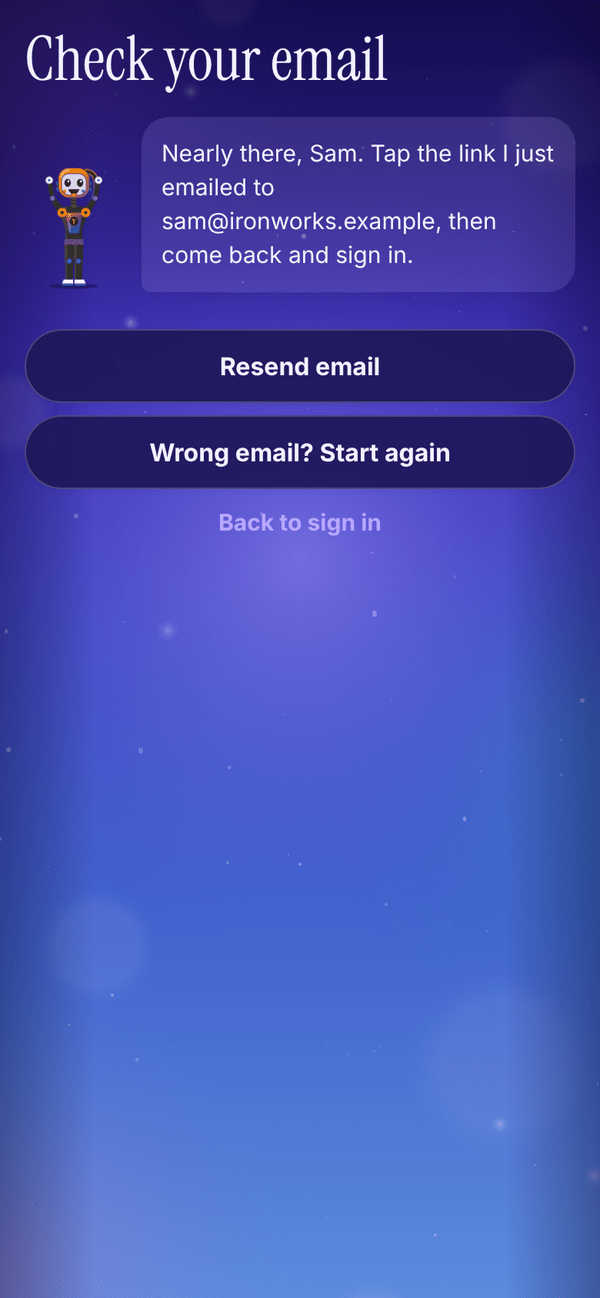 Check your email
Nearly there, Sam. Tap the link I just
emailed to
sam@ironworks.example, then
come back and sign in.
Resend email
Wrong email? Start again
Back to sign in